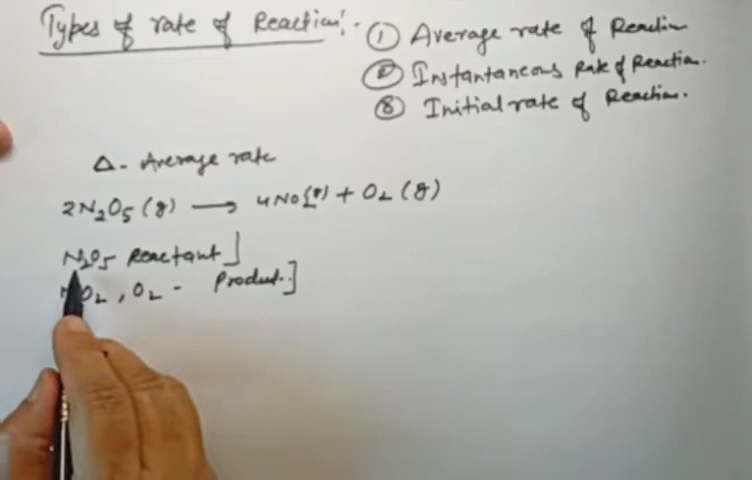 Types of rate of Reaction:-
① Average rate of Reaction
② Instantaneous Rate of Reaction.
③ Initial rate of Reaction.
Δ - Average rate
2N₂O₅ (g) ⟶ 4NO₂(g) + O₂ (g)
N₂O₅ Reactant ]
O₂ , O₂ - Product. ]